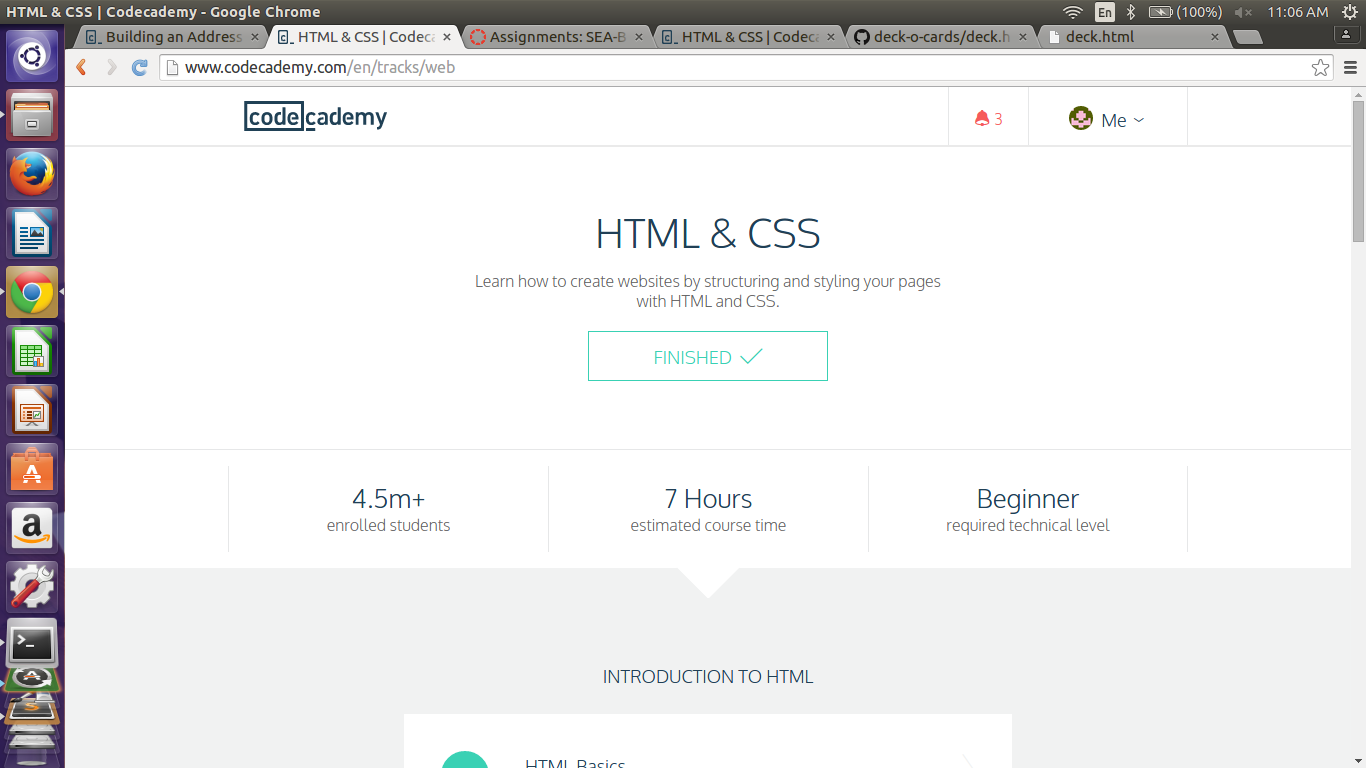 HTML & CSS | Codecademy - Google Chrome
En
(100%)
11:06 AM
Building an Address
HTML & CSS | Codeca
Assignments: SEA-B
HTML & CSS | Codeca
deck-o-cards/deck.h
deck.html
www.codecademy.com/en/tracks/web
codecademy
3
Me
HTML & CSS
Learn how to create websites by structuring and styling your pages
with HTML and CSS.
FINISHED
4.5m+
enrolled students
7 Hours
estimated course time
Beginner
required technical level
INTRODUCTION TO HTML
HTML Basics